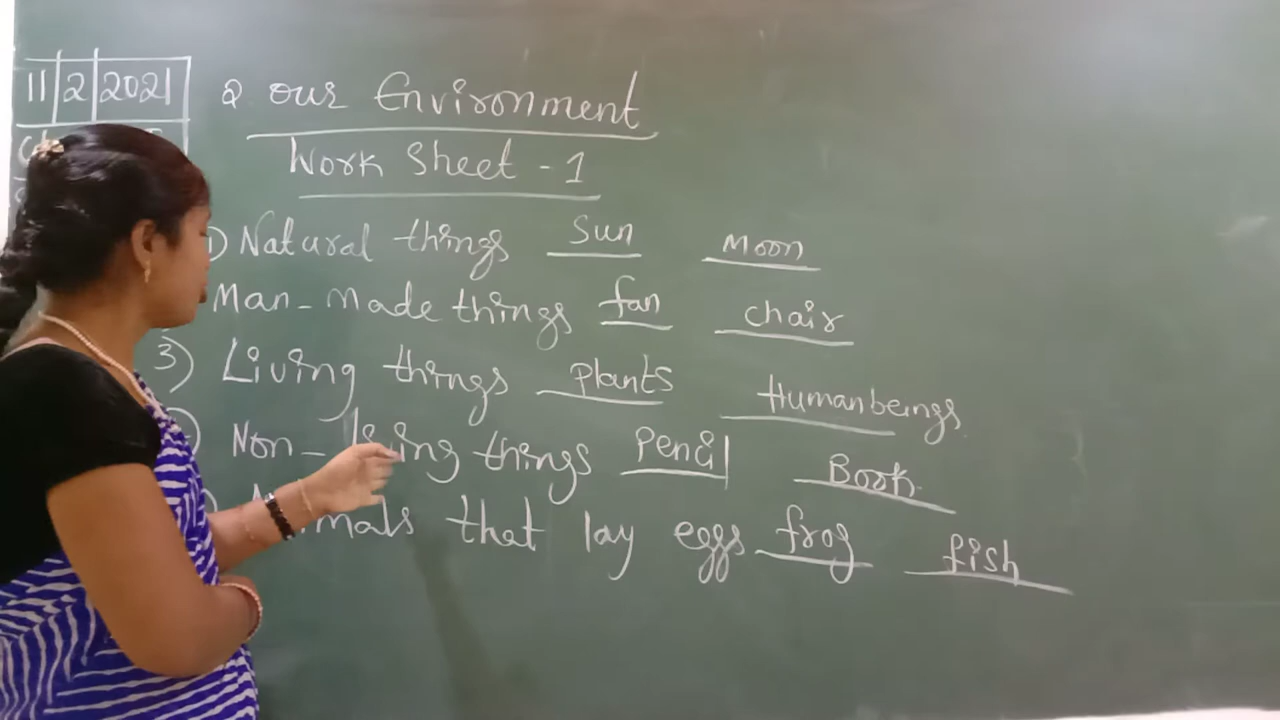 11 2 2021
2. our Environment
Work Sheet - 1
1) Natural things Sun Moon
Man-made things fan chair
3) Living things Plants Humanbeings
Non-living things Pencil Book
Animals that lay eggs frog fish